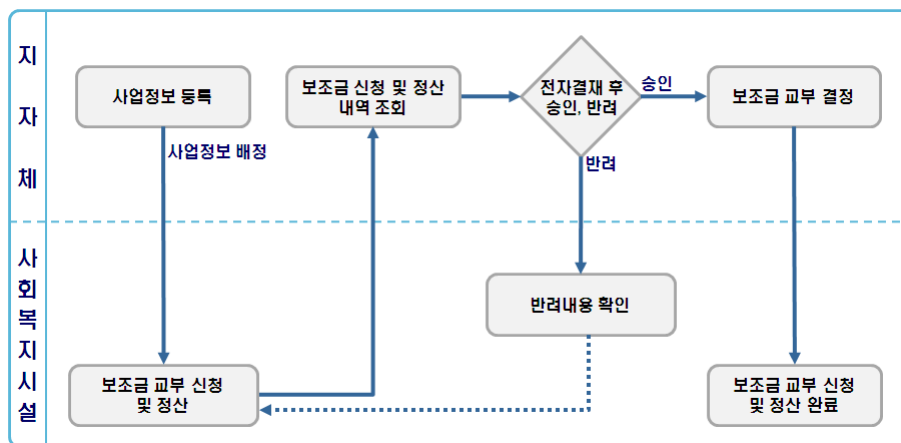 지자체
사업정보 등록
보조금 신청 및 정산
내역 조회
전자결재 후
승인, 반려
승인
보조금 교부 결정
사업정보 배정
반려
사회복지시설
반려내용 확인
보조금 교부 신청
및 정산
보조금 교부 신청
및 정산 완료